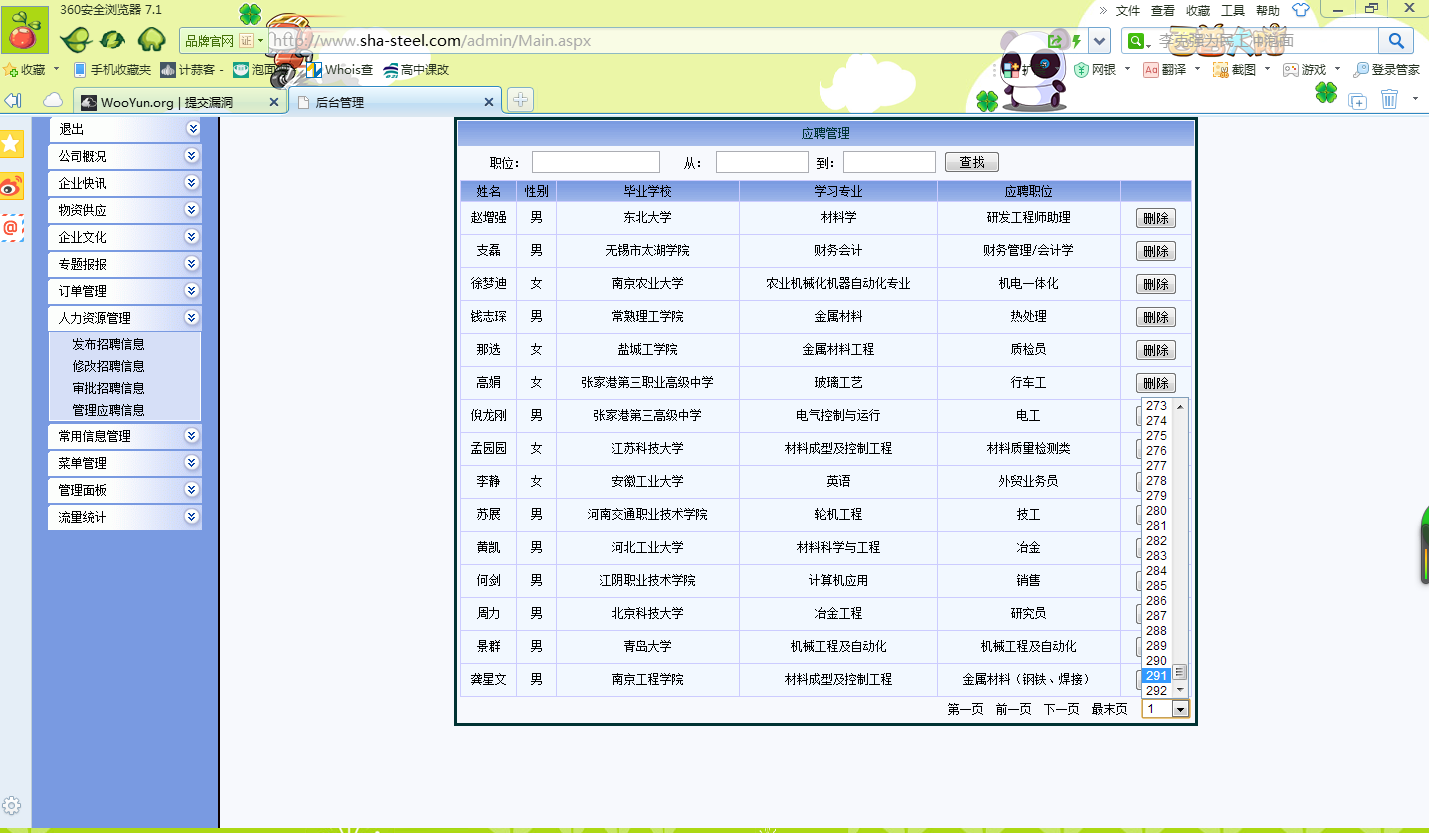 360安全浏览器 7.1
» 文件 查看 收藏 工具 帮助
品牌官网 证 http://www.sha-steel.com/admin/Main.aspx
收藏 手机收藏夹 计蒜客 泡面 Whois查 高中课改 网银 Aa 翻译 截图 游戏 登录管家
WooYun.org | 提交漏洞 后台管理
退出
公司概况
企业快讯
物资供应
企业文化
专题报报
订单管理
人力资源管理
发布招聘信息
修改招聘信息
审批招聘信息
管理应聘信息
常用信息管理
菜单管理
管理面板
流量统计
应聘管理
职位： 从： 到： 查找
姓名 性别 毕业学校 学习专业 应聘职位
赵增强 男 东北大学 材料学 研发工程师助理 删除
支磊 男 无锡市太湖学院 财务会计 财务管理/会计学 删除
徐梦迪 女 南京农业大学 农业机械化机器自动化专业 机电一体化 删除
钱志琛 男 常熟理工学院 金属材料 热处理 删除
那选 女 盐城工学院 金属材料工程 质检员 删除
高娟 女 张家港第三职业高级中学 玻璃工艺 行车工 删除
倪龙刚 男 张家港第三高级中学 电气控制与运行 电工
孟园园 女 江苏科技大学 材料成型及控制工程 材料质量检测类
李静 女 安徽工业大学 英语 外贸业务员
苏展 男 河南交通职业技术学院 轮机工程 技工
黄凯 男 河北工业大学 材料科学与工程 冶金
何剑 男 江阴职业技术学院 计算机应用 销售
周力 男 北京科技大学 冶金工程 研究员
景群 男 青岛大学 机械工程及自动化 机械工程及自动化
龚星文 男 南京工程学院 材料成型及控制工程 金属材料（钢铁、焊接）
273
274
275
276
277
278
279
280
281
282
283
284
285
286
287
288
289
290
291
292
第一页 前一页 下一页 最末页 1